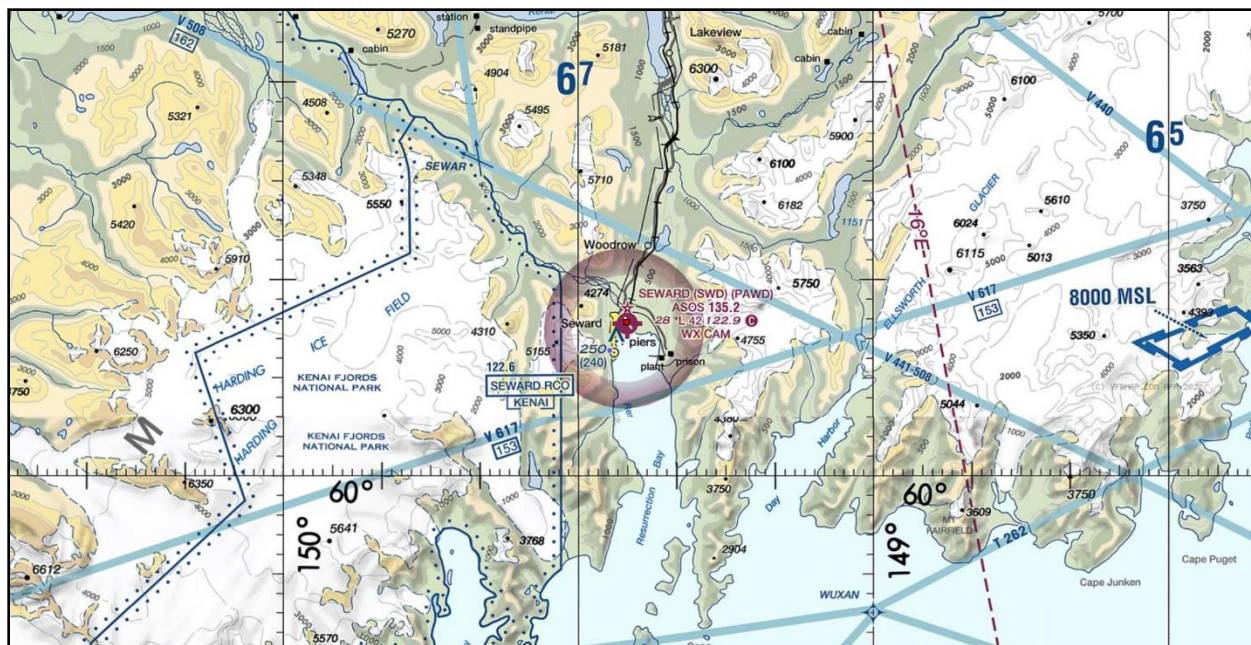 V 508
162
5321
5420
5910
6250
3750
6612
6350
6300
HARDING
HARDING
M
KENAI FJORDS
NATIONAL PARK
KENAI FJORDS
NATIONAL PARK
ICE
FIELD
cabin
5270
station
standpipe
Kenai
4904
4508
5495
5181
5348
5550
SEWAR
5710
6⁷
Lakeview
6300
cabin
cabin
5900
6100
6182
1151
Woodrow
4274
4310
5155
Seward
SEWARD (SWD) (PAWD)
ASOS 135.2
28 *L 42 122.9 C
WX CAM
piers
250
(240)
plant
prison
4755
5750
122.6
SEWARD RCO
KENAI
V 617
153
60°
150°
5641
3768
5570
Resurrection
Bay
3750
2904
Day
Harbor
WUXAN
5700
6100
V 440
6⁵
GLACIER
ELLSWORTH
16°E
6024
6115
5610
5013
3750
3563
4393
V 617
153
8000 MSL
5350
V 441-508
5044
60°
149°
3609
MT
FAIRFIELD
3750
T 262
Cape Junken
Cape Puget